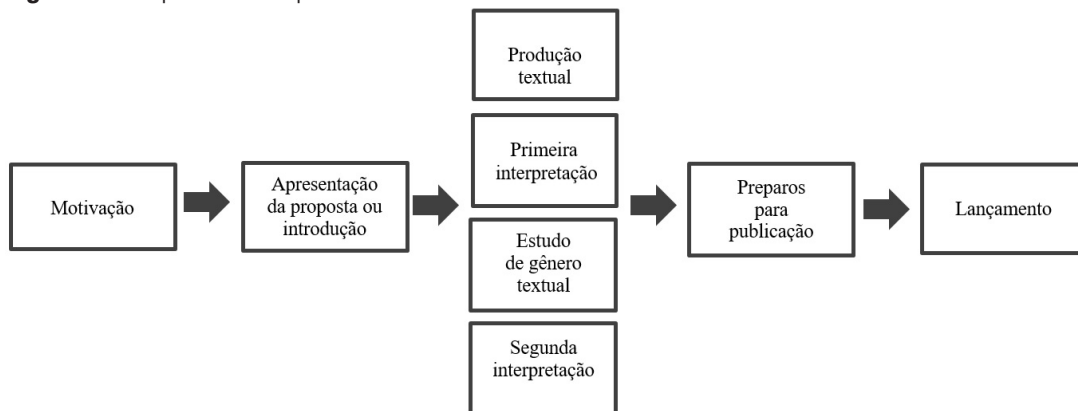 Motivação
Apresentação
da proposta ou
introdução
Produção
textual
Primeira
interpretação
Estudo
de gênero
textual
Segunda
interpretação
Preparos
para
publicação
Lançamento